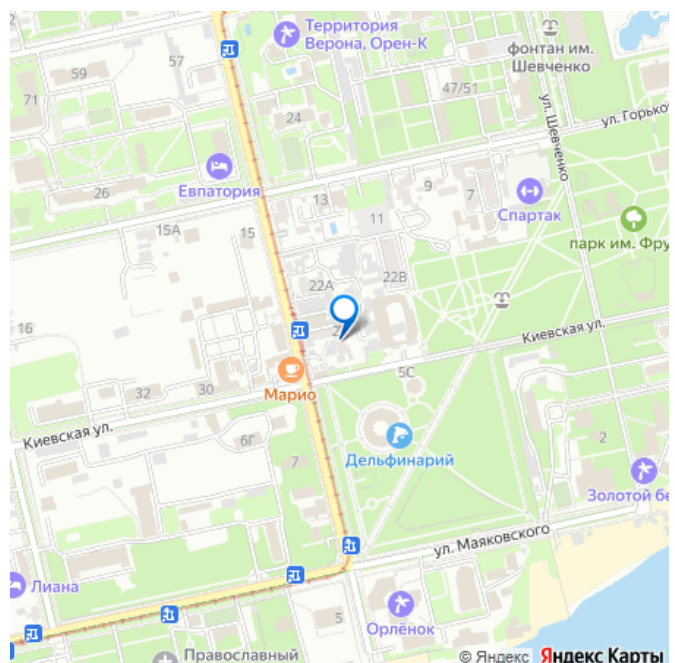 Территория
Верона, Орен-К
фонтан им.
Шевченко
57
59
71
47/51
24
ул. Шевченко
ул. Горько
Евпатория
26
13
9
7
Спартак
11
парк им. Фру
15А
15
22А
22В
16
2
Киевская ул.
5С
Марио
32
30
Киевская ул.
6Г
7
Дельфинарий
2
Золотой бе
ул. Маяковского
Лиана
5
Орлёнок
Православный
© Яндекс Яндекс Карты